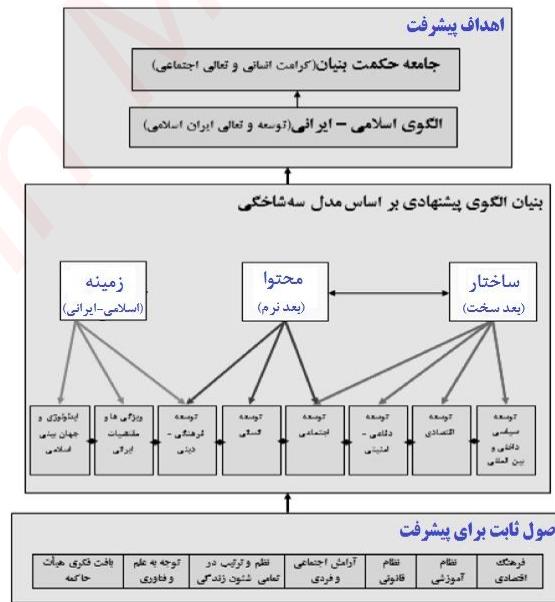 اهداف پیشرفت
جامعه حکمت بنیان(کرامت انسانی و تعالی اجتماعی)
الگوی اسلامی – ایرانی(توسعه و تعالی ایران اسلامی)
بنیان الگوی پیشنهادی بر اساس مدل سه‌شاخگی
ساختار
(بعد سخت)
محتوا
(بعد نرم)
زمینه
(اسلامی-ایرانی)
توسعه
سیاسی
داخلی و
بین المللی
توسعه
اقتصادی
توسعه
دفاعی –
امنیتی
توسعه
اجتماعی
توسعه
انسانی
توسعه
فرهنگی –
دینی
ویژگی ها و
مقتضیات
ایرانی
ایدئولوژی و
جهان بینی
اسلامی
صول ثابت برای پیشرفت
فرهنگ
اقتصادی
نظام
آموزشی
نظام
قانونی
آرامش اجتماعی
و فردی
نظم و ترتیب در
تمامی شئون زندگی
توجه به علم
و فناوری
بافت فکری هیأت
حاکمه